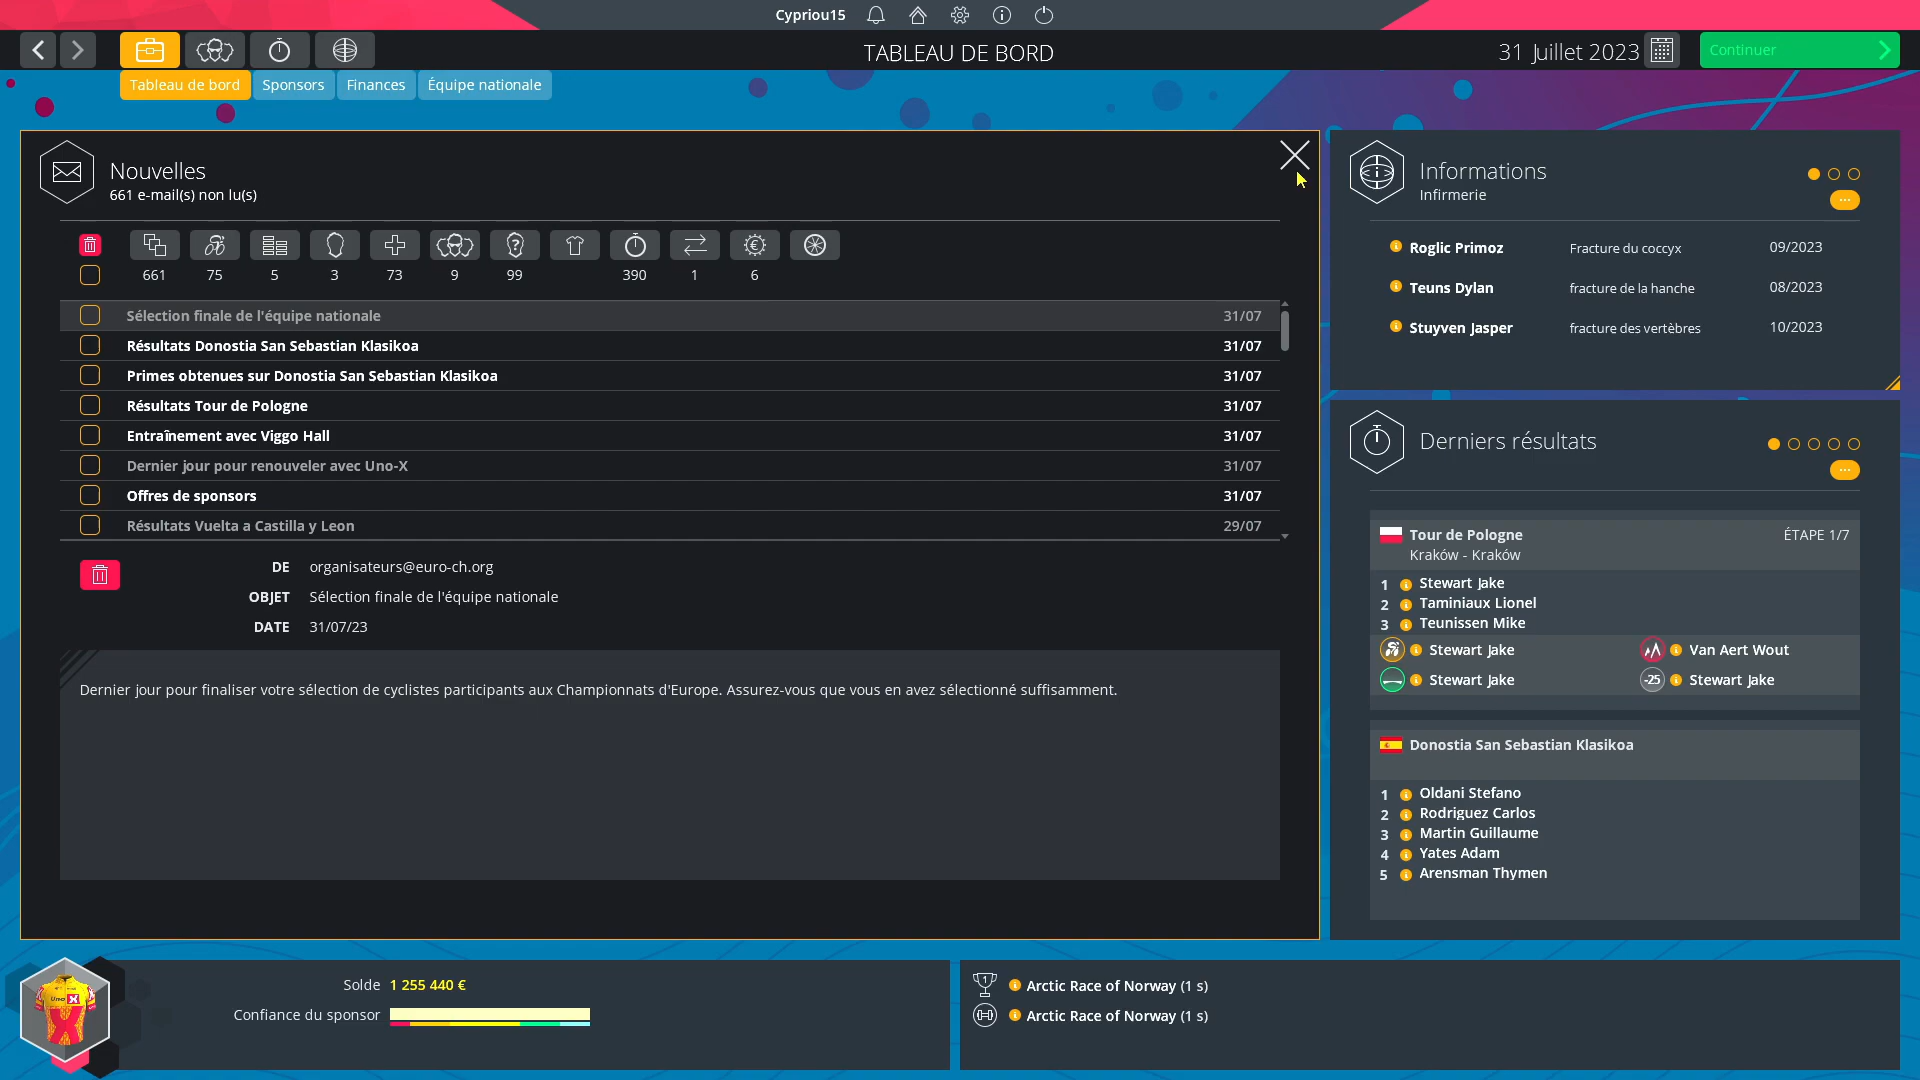 Cypriou15
TABLEAU DE BORD
31 Juillet 2023
Continuer
Tableau de bord
Sponsors
Finances
Équipe nationale
Nouvelles
661 e-mail(s) non lu(s)
661
75
5
3
73
9
99
390
1
6
Sélection finale de l'équipe nationale 31/07
Résultats Donostia San Sebastian Klasikoa 31/07
Primes obtenues sur Donostia San Sebastian Klasikoa 31/07
Résultats Tour de Pologne 31/07
Entraînement avec Viggo Hall 31/07
Dernier jour pour renouveler avec Uno-X 31/07
Offres de sponsors 31/07
Résultats Vuelta a Castilla y Leon 29/07
DE organisateurs@euro-ch.org
OBJET Sélection finale de l'équipe nationale
DATE 31/07/23
Dernier jour pour finaliser votre sélection de cyclistes participants aux Championnats d'Europe. Assurez-vous que vous en avez sélectionné suffisamment.
Informations
Infirmerie
...
Roglic Primoz Fracture du coccyx 09/2023
Teuns Dylan fracture de la hanche 08/2023
Stuyven Jasper fracture des vertèbres 10/2023
Derniers résultats
...
Tour de Pologne ÉTAPE 1/7
Kraków - Kraków
1 Stewart Jake
2 Taminiaux Lionel
3 Teunissen Mike
Stewart Jake
Van Aert Wout
Stewart Jake
-25 Stewart Jake
Donostia San Sebastian Klasikoa
1 Oldani Stefano
2 Rodriguez Carlos
3 Martin Guillaume
4 Yates Adam
5 Arensman Thymen
Uno X
Solde 1 255 440 €
Confiance du sponsor
1 Arctic Race of Norway (1 s)
Arctic Race of Norway (1 s)